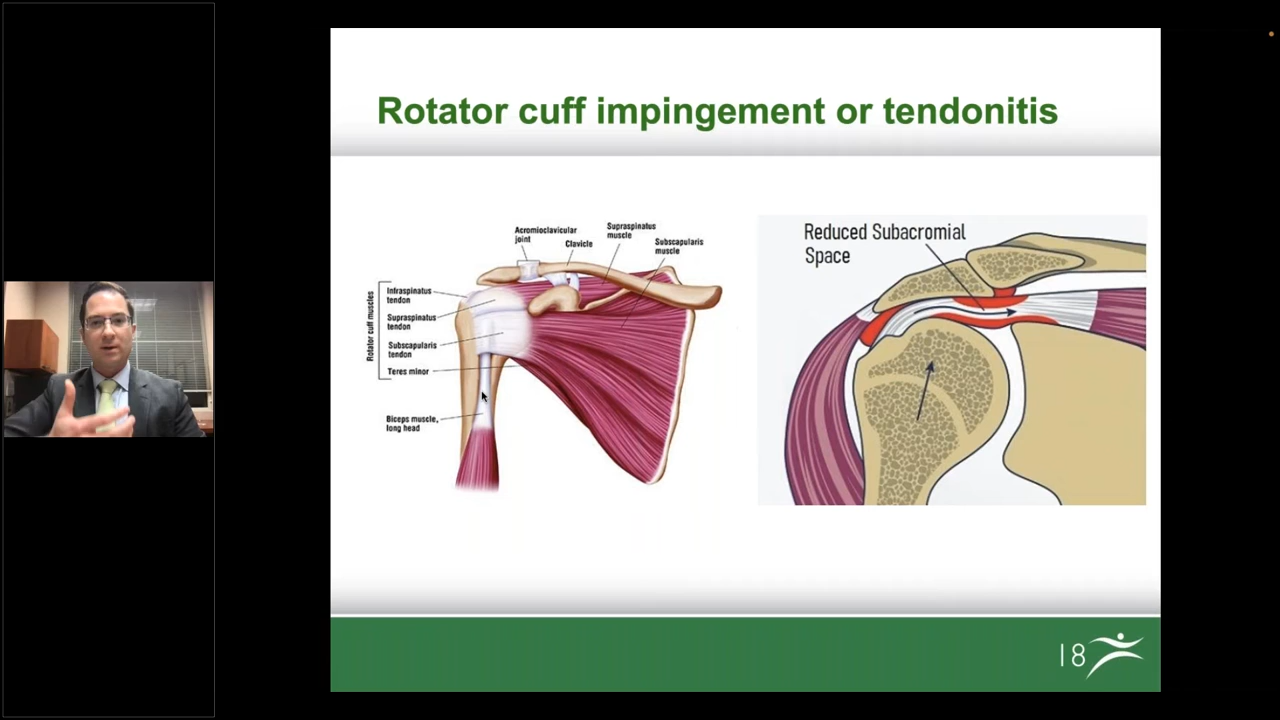 Rotator cuff impingement or tendonitis
Acromioclavicular
joint
Clavicle
Supraspinatus
muscle
Subscapularis
muscle
Rotator cuff muscles
Infraspinatus
tendon
Supraspinatus
tendon
Subscapularis
tendon
Teres minor
Biceps muscle,
long head
Reduced Subacromial
Space
18